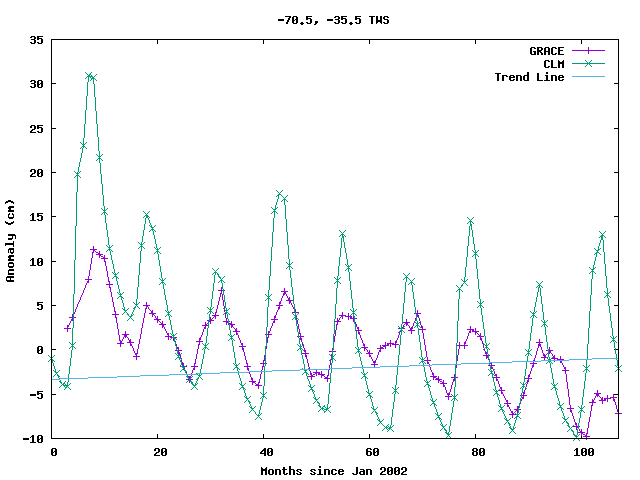 -70.5, -35.5 TWS
GRACE
CLM
Trend Line
Anomaly (cm)
35
30
25
20
15
10
5
0
-5
-10
0 20 40 60 80 100
Months since Jan 2002